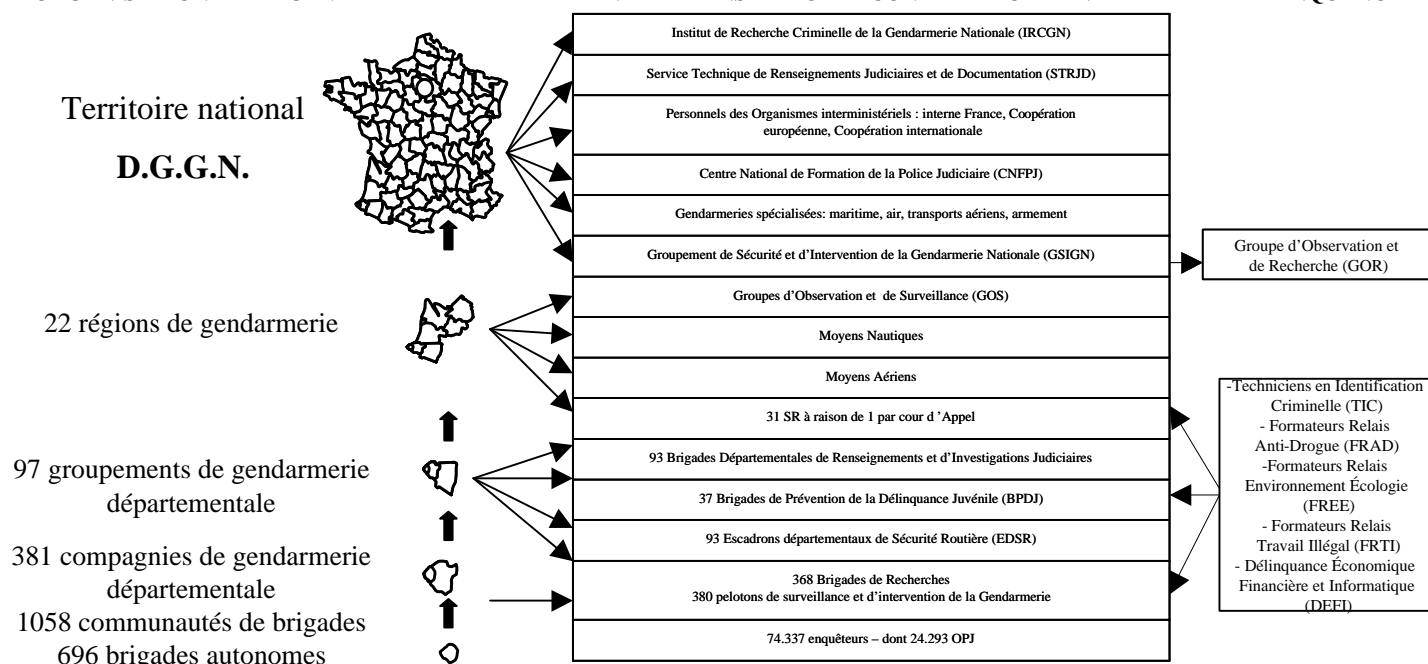 Territoire national
D.G.G.N.
22 régions de gendarmerie
97 groupements de gendarmerie
départementale
381 compagnies de gendarmerie
départementale
1058 communautés de brigades
696 brigades autonomes
Institut de Recherche Criminelle de la Gendarmerie Nationale (IRCGN)
Service Technique de Renseignements Judiciaires et de Documentation (STRJD)
Personnels des Organismes interministériels : interne France, Coopération
européenne, Coopération internationale
Centre National de Formation de la Police Judiciaire (CNFPJ)
Gendarmeries spécialisées: maritime, air, transports aériens, armement
Groupement de Sécurité et d'Intervention de la Gendarmerie Nationale (GSIGN)
Groupes d'Observation et de Surveillance (GOS)
Moyens Nautiques
Moyens Aériens
31 SR à raison de 1 par cour d 'Appel
93 Brigades Départementales de Renseignements et d'Investigations Judiciaires
37 Brigades de Prévention de la Délinquance Juvénile (BPDJ)
93 Escadrons départementaux de Sécurité Routière (EDSR)
368 Brigades de Recherches
380 pelotons de surveillance et d'intervention de la Gendarmerie
74.337 enquêteurs – dont 24.293 OPJ
Groupe d'Observation et
de Recherche (GOR)
-Techniciens en Identification
Criminelle (TIC)
- Formateurs Relais
Anti-Drogue (FRAD)
-Formateurs Relais
Environnement Écologie
(FREE)
- Formateurs Relais
Travail Illégal (FRTI)
- Délinquance Économique
Financière et Informatique
(DEFI)